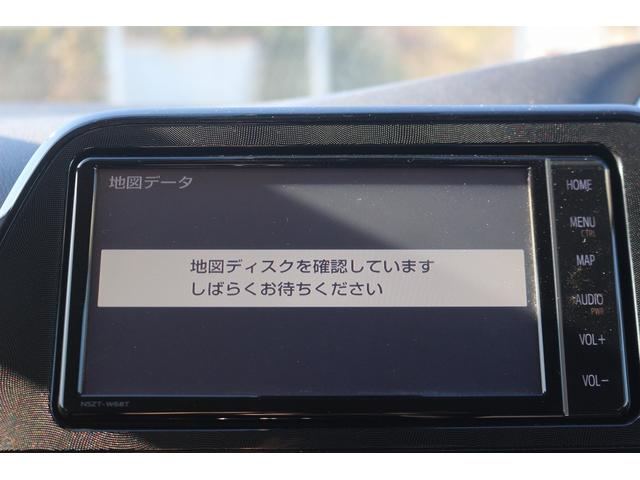 地図データ
地図ディスクを確認しています
しばらくお待ちください
HOME
MENU
CTRL
MAP
AUDIO
PWR
VOL+
VOL-
NSZT-W68T